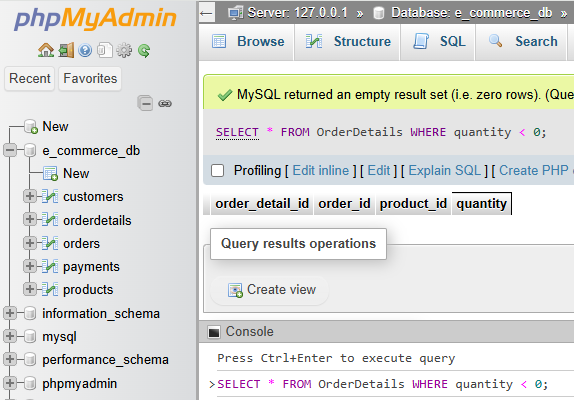 phpMyAdmin
Recent Favorites
New
e_commerce_db
New
customers
orderdetails
orders
payments
products
information_schema
mysql
performance_schema
phpmyadmin
Server: 127.0.0.1 » Database: e_commerce_db »
Browse Structure SQL Search
MySQL returned an empty result set (i.e. zero rows). (Que
SELECT * FROM OrderDetails WHERE quantity < 0;
Profiling [ Edit inline ] [ Edit ] [ Explain SQL ] [ Create PHP
order_detail_id order_id product_id quantity
Query results operations
Create view
Console
Press Ctrl+Enter to execute query
>SELECT * FROM OrderDetails WHERE quantity < 0;